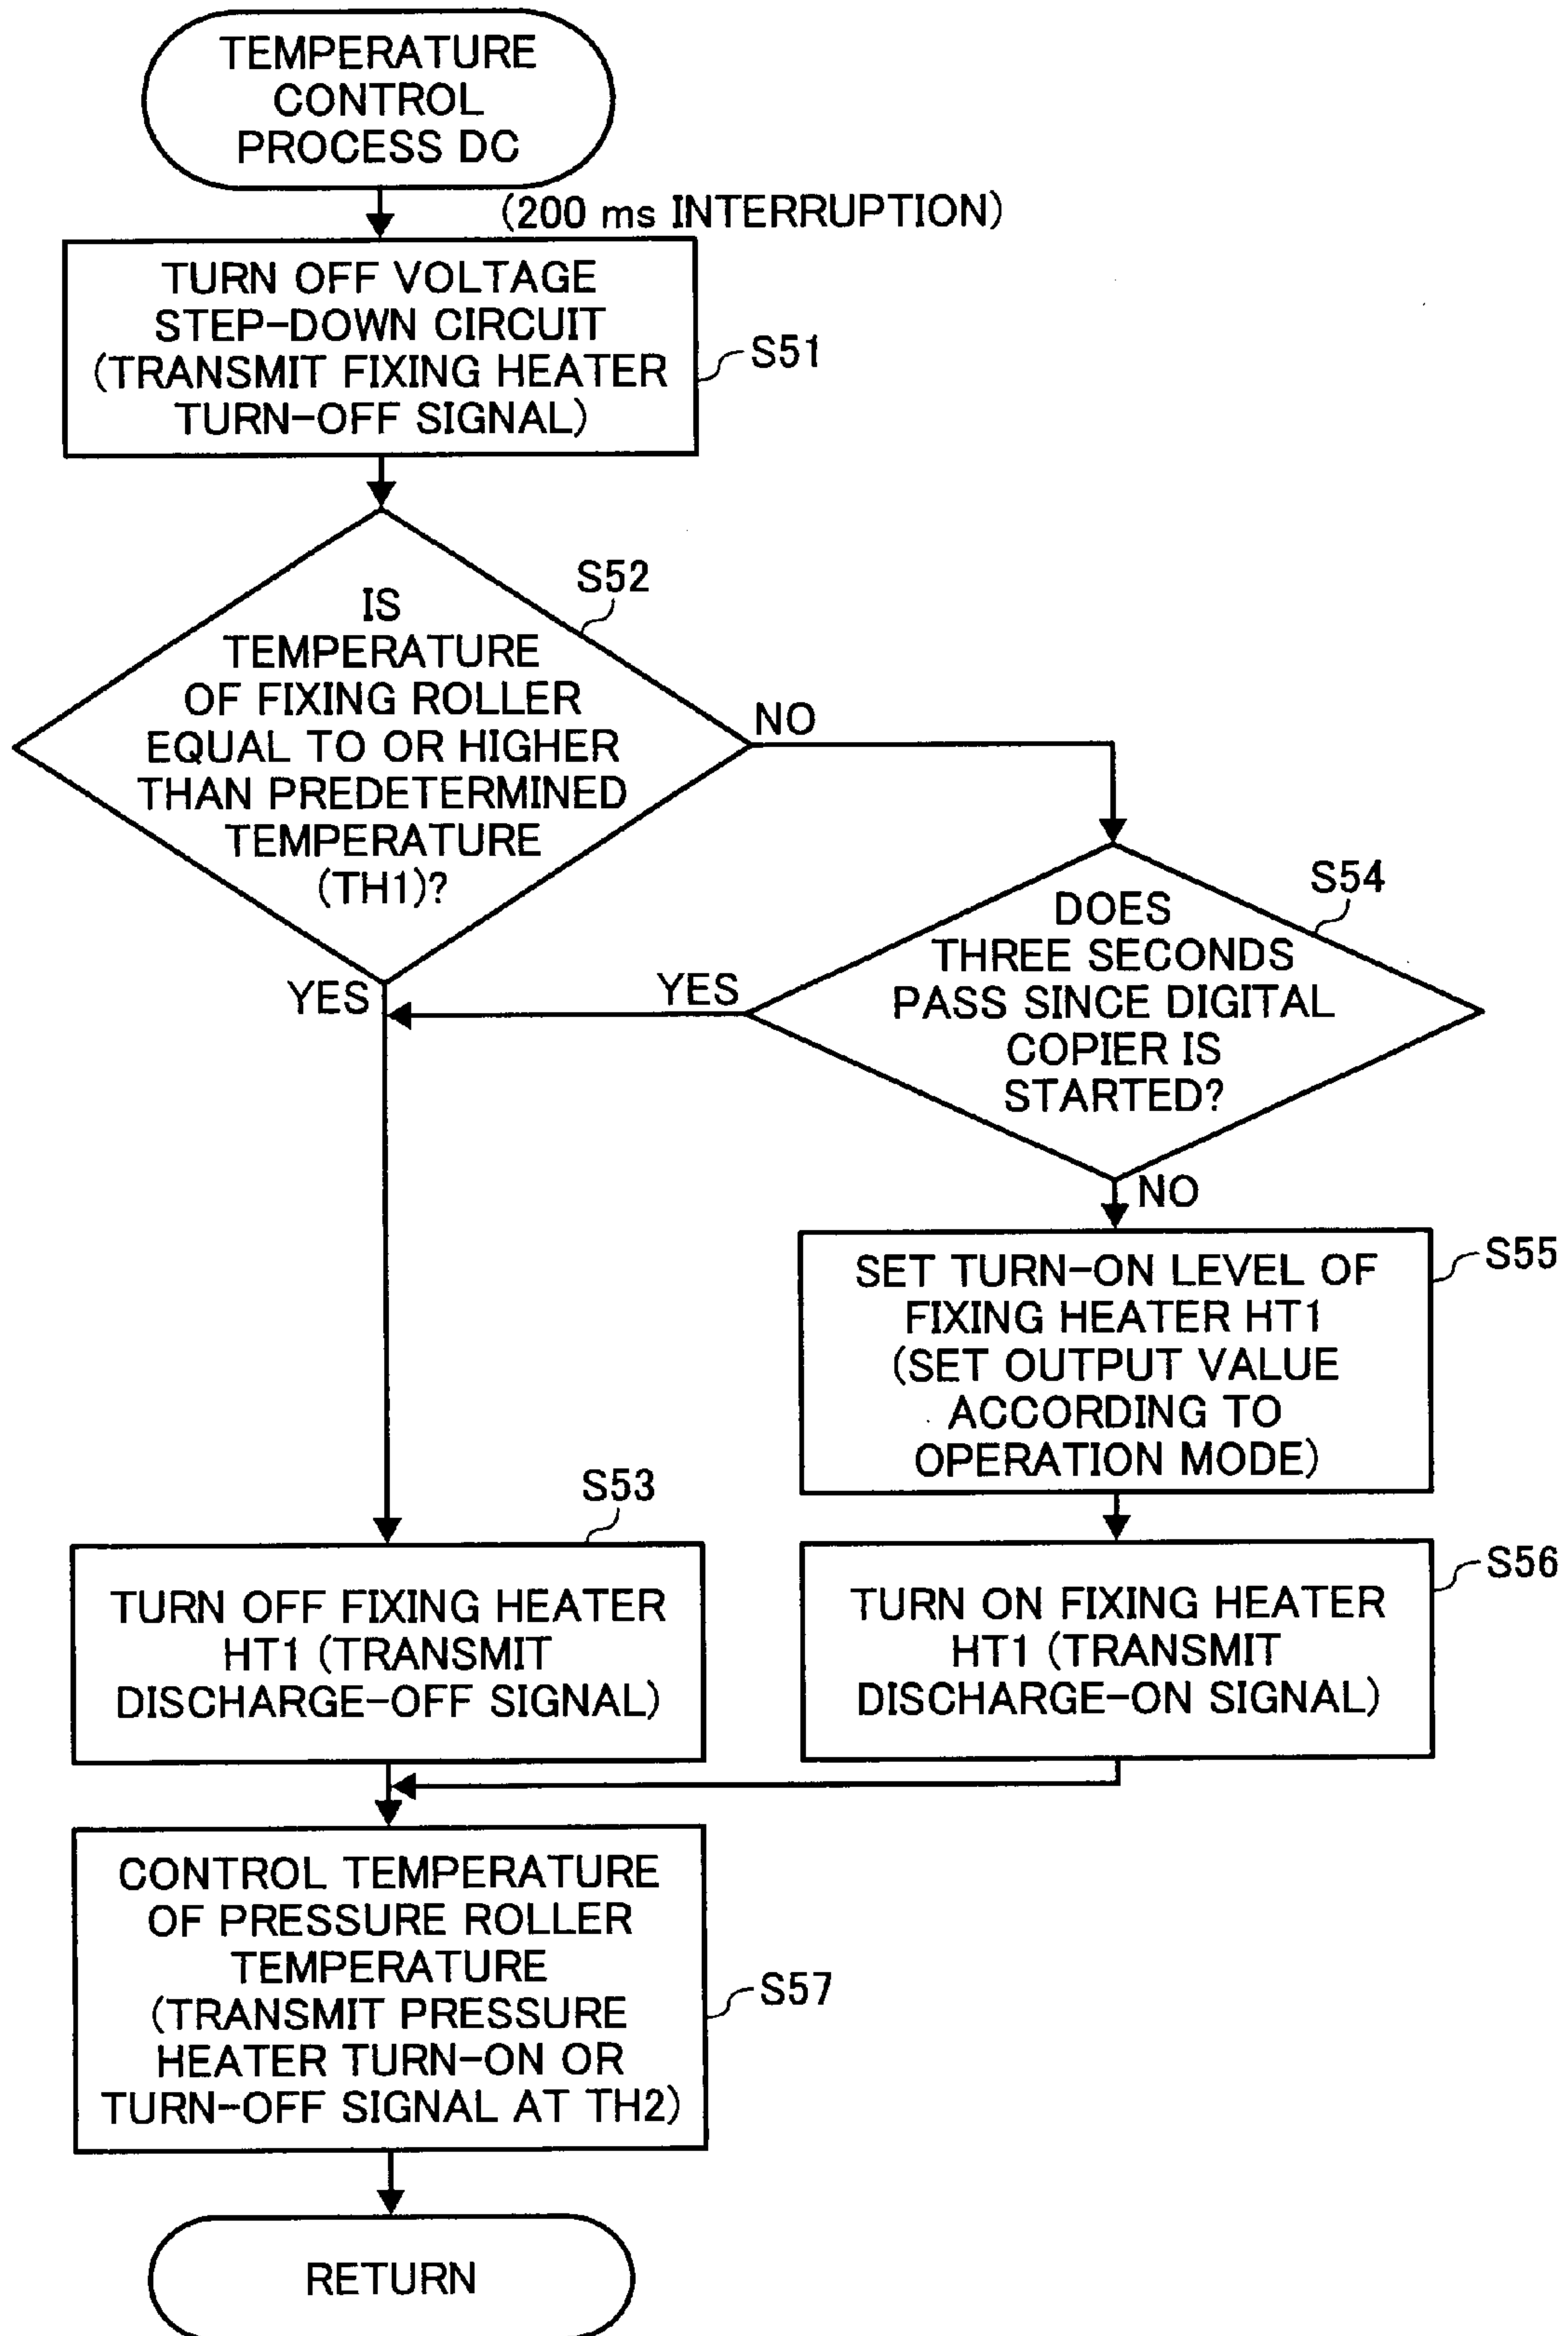 TEMPERATURE
CONTROL
PROCESS DC
(200 ms INTERRUPTION)
TURN OFF VOLTAGE
STEP-DOWN CIRCUIT
(TRANSMIT FIXING HEATER
TURN-OFF SIGNAL)
S51
S52
IS
TEMPERATURE
OF FIXING ROLLER
EQUAL TO OR HIGHER
THAN PREDETERMINED
TEMPERATURE
(TH1)?
NO
YES
S54
DOES
THREE SECONDS
PASS SINCE DIGITAL
COPIER IS
STARTED?
YES
NO
S55
SET TURN-ON LEVEL OF
FIXING HEATER HT1
(SET OUTPUT VALUE
ACCORDING TO
OPERATION MODE)
S53
TURN OFF FIXING HEATER
HT1 (TRANSMIT
DISCHARGE-OFF SIGNAL)
S56
TURN ON FIXING HEATER
HT1 (TRANSMIT
DISCHARGE-ON SIGNAL)
CONTROL TEMPERATURE
OF PRESSURE ROLLER
TEMPERATURE
(TRANSMIT PRESSURE
HEATER TURN-ON OR
TURN-OFF SIGNAL AT TH2)
S57
RETURN